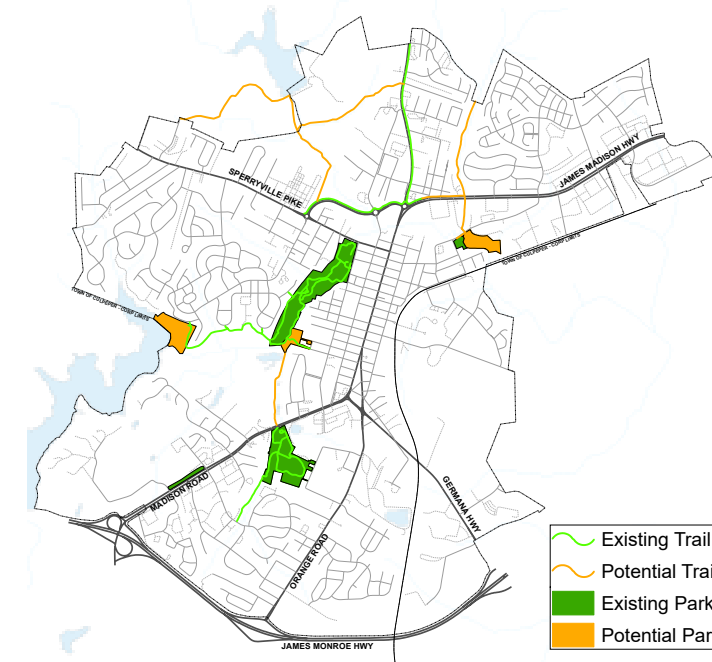 JAMES MADISON HWY
SPERRYVILLE PIKE
TOWN OF CULPEPER - CORP LIMITS
TOWN OF CULPEPER - CORP LIMITS
MADISON ROAD
GERMANA HWY
ORANGE ROAD
JAMES MONROE HWY
Existing Trail
Potential Trai
Existing Park
Potential Par